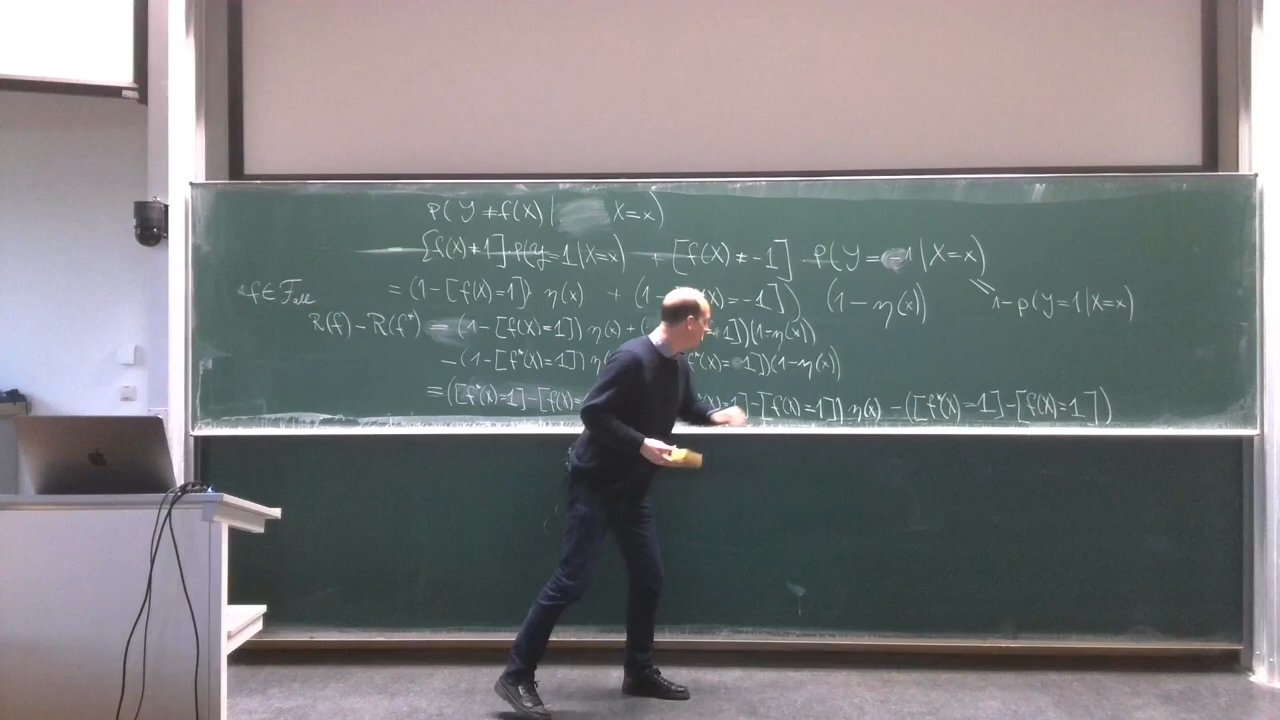 P(Y ≠ f(X) | X=x)
[f(X) ≠ 1] P(Y=1|X=x) + [f(X) ≠ -1] P(Y=-1|X=x)
= (1-[f(X)=1]) η(x) + (1- X)=-1]) (1-η(x)) 1-P(Y=1|X=x)
f ∈ F_all
R(f)-R(f*) = (1-[f(X)=1]) η(x) + ( 1])(1-η(x))
-(1-[f*(X)=1]) η f*(X)= 1])(1-η(x))
=([f*(X)=1]-[f(X)= *(X)= 1]-[f(X)=1]) η(x) -([f*(X)=-1]-[f(X)=1])